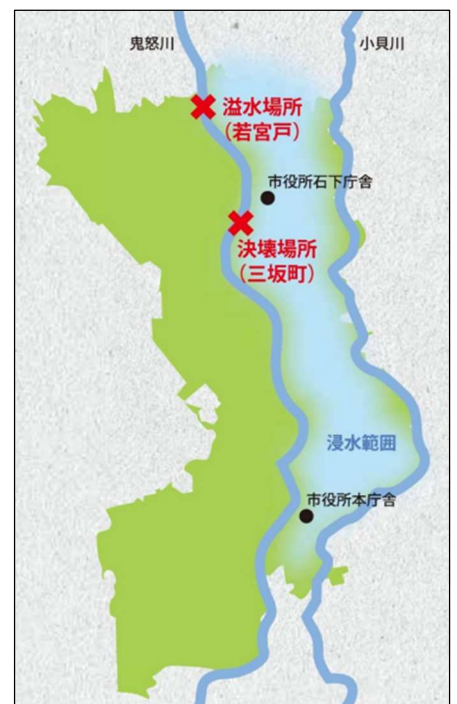 鬼怒川
小貝川
溢水場所
(若宮戸)
市役所石下庁舎
決壊場所
(三坂町)
浸水範囲
市役所本庁舎